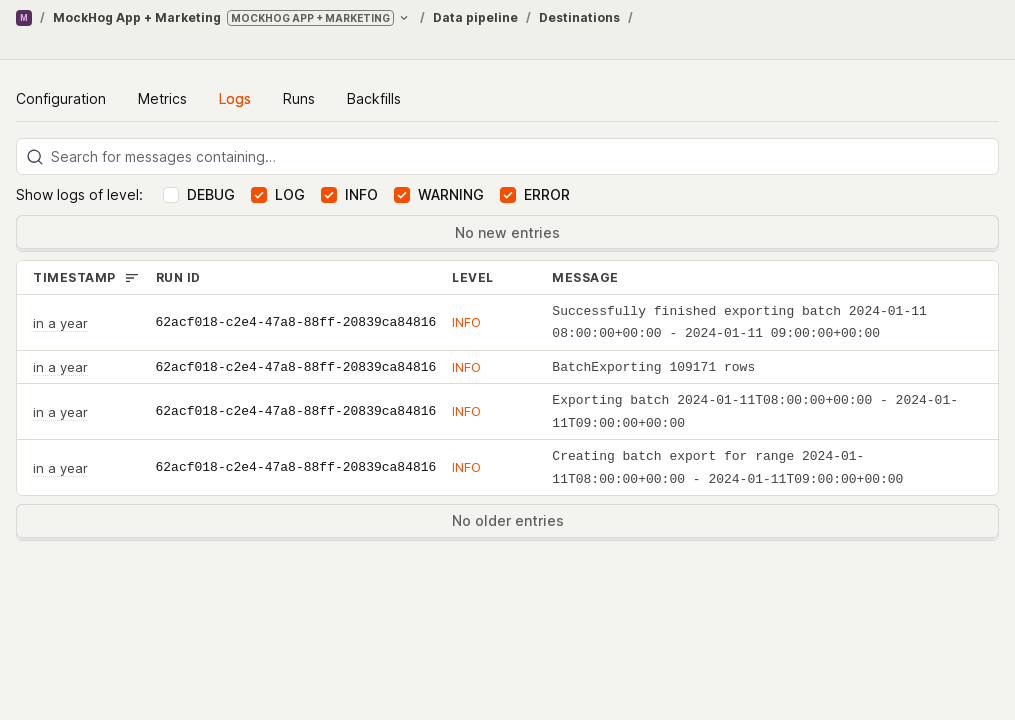 M / MockHog App + Marketing MOCKHOG APP + MARKETING / Data pipeline / Destinations /
Configuration Metrics Logs Runs Backfills
Search for messages containing…
Show logs of level: DEBUG LOG INFO WARNING ERROR
No new entries
TIMESTAMP RUN ID LEVEL MESSAGE
in a year 62acf018-c2e4-47a8-88ff-20839ca84816 INFO Successfully finished exporting batch 2024-01-11
08:00:00+00:00 - 2024-01-11 09:00:00+00:00
in a year 62acf018-c2e4-47a8-88ff-20839ca84816 INFO BatchExporting 109171 rows
in a year 62acf018-c2e4-47a8-88ff-20839ca84816 INFO Exporting batch 2024-01-11T08:00:00+00:00 - 2024-01-
11T09:00:00+00:00
in a year 62acf018-c2e4-47a8-88ff-20839ca84816 INFO Creating batch export for range 2024-01-
11T08:00:00+00:00 - 2024-01-11T09:00:00+00:00
No older entries